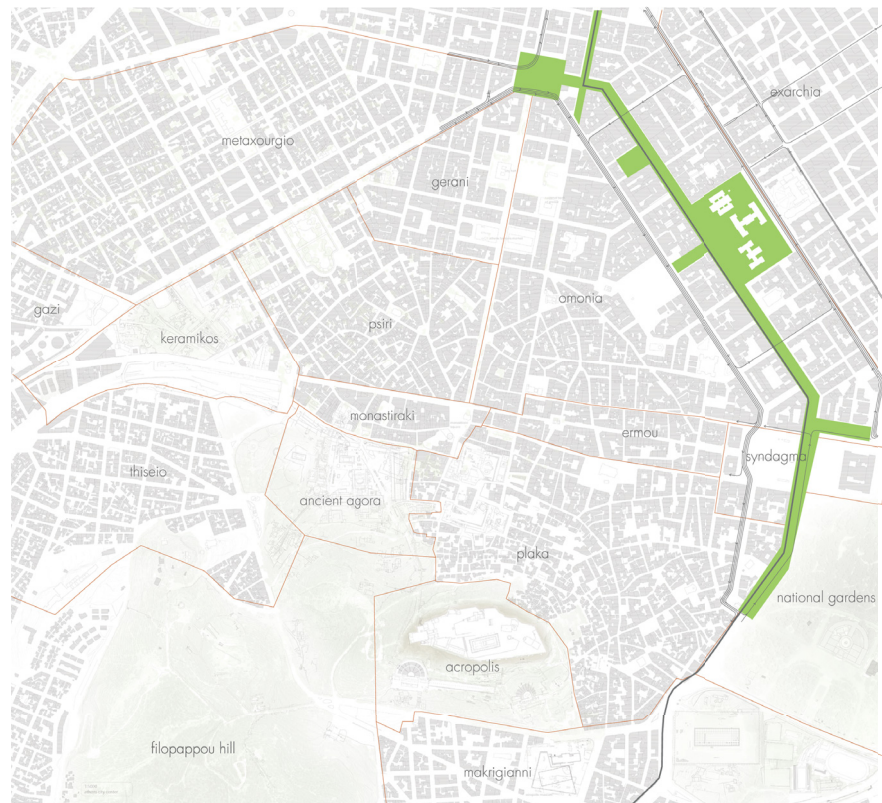 exarchia
metaxourgio
gerani
omonia
gazi
psiri
keramikos
monastiraki
ermou
syndagma
thiseio
ancient agora
plaka
national gardens
acropolis
filopappou hill
makrigianni